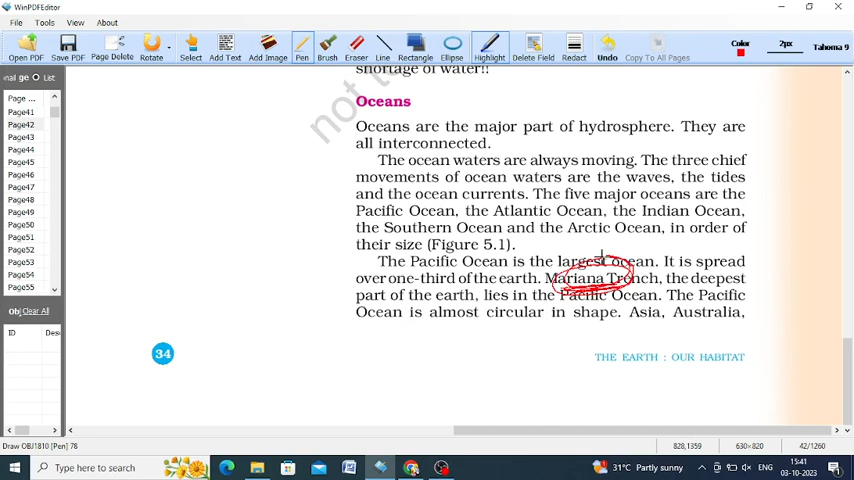 WinPDFEditor
File Tools View About
Open PDF Save PDF Page Delete Rotate Select Add Text Add Image Pen Brush Eraser Line Rectangle Ellipse Highlight Delete Field Redact Undo Copy To All Pages Color 2px Tahoma 9
nal ge List
Page ...
Page41
Page42
Page43
Page44
Page45
Page46
Page47
Page48
Page49
Page50
Page51
Page52
Page53
Page54
Page55
Obj Clear All
ID Des
shortage of water!!
not to
Oceans
Oceans are the major part of hydrosphere. They are
all interconnected.
The ocean waters are always moving. The three chief
movements of ocean waters are the waves, the tides
and the ocean currents. The five major oceans are the
Pacific Ocean, the Atlantic Ocean, the Indian Ocean,
the Southern Ocean and the Arctic Ocean, in order of
their size (Figure 5.1).
The Pacific Ocean is the largest ocean. It is spread
over one-third of the earth. Mariana Trench, the deepest
part of the earth, lies in the Pacific Ocean. The Pacific
Ocean is almost circular in shape. Asia, Australia,
34
THE EARTH : OUR HABITAT
Draw OBJ1810 [Curve Line] Pen] 78 828,1359 630×820 42/1260
Type here to search
31°C Partly sunny ENG 15:41
03-10-2023